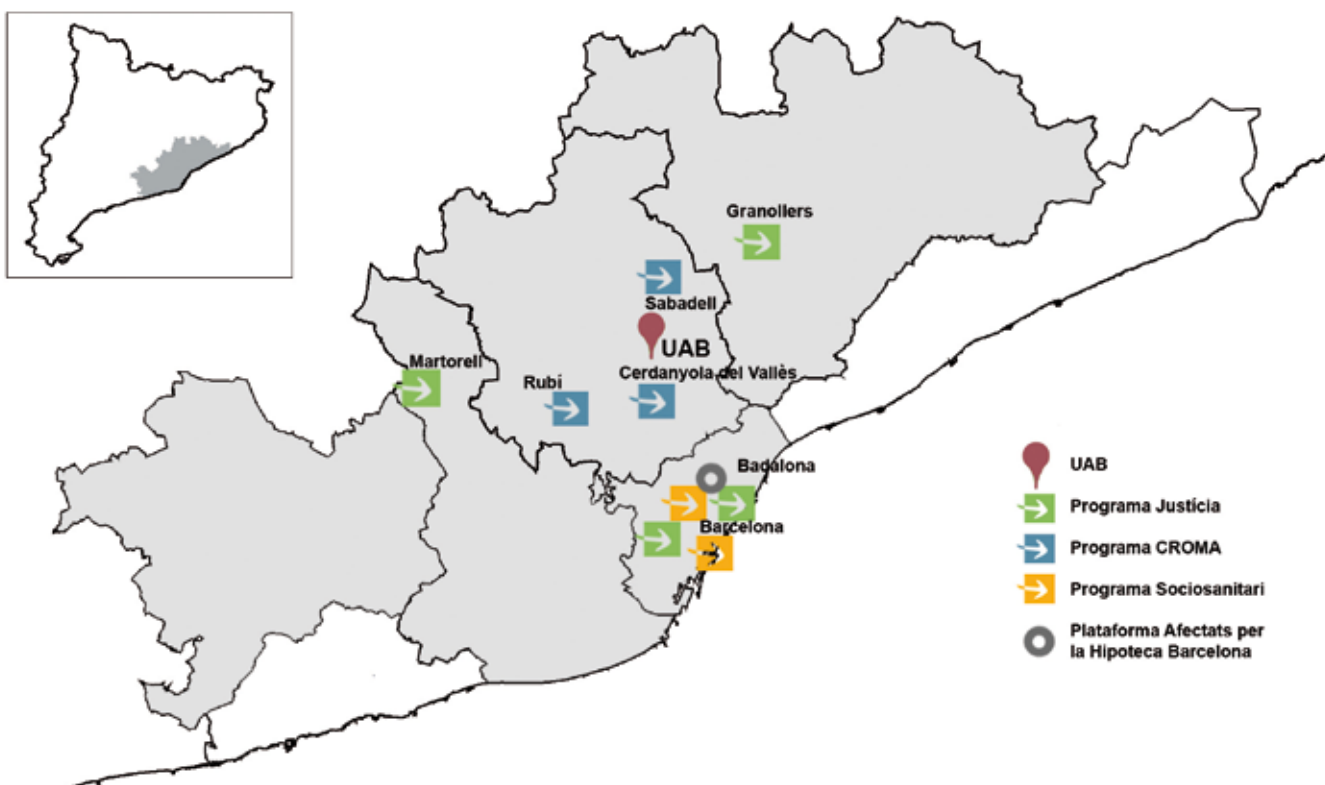 Granollers
Sabadell
UAB
Martorell
Cerdanyola del Vallès
Rubí
Badalona
Barcelona
UAB
Programa Justícia
Programa CROMA
Programa Sociosanitari
Plataforma Afectats per
la Hipoteca Barcelona